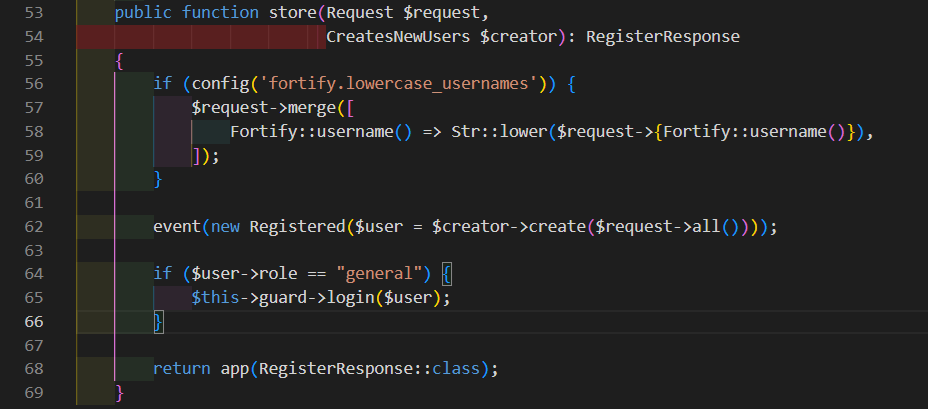 53 public function store(Request $request,
54 CreatesNewUsers $creator): RegisterResponse
55 {
56 if (config('fortify.lowercase_usernames')) {
57 $request->merge([
58 Fortify::username() => Str::lower($request->{Fortify::username()}),
59 ]);
60 }
61
62 event(new Registered($user = $creator->create($request->all())));
63
64 if ($user->role == "general") {
65 $this->guard->login($user);
66 }
67
68 return app(RegisterResponse::class);
69 }